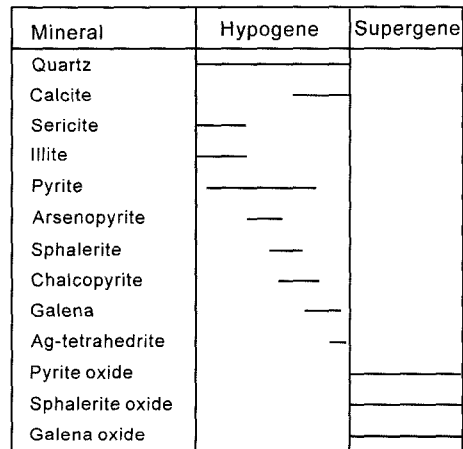 Mineral Hypogene Supergene
Quartz
Calcite
Sericite
Illite
Pyrite
Arsenopyrite
Sphalerite
Chalcopyrite
Galena
Ag-tetrahedrite
Pyrite oxide
Sphalerite oxide
Galena oxide